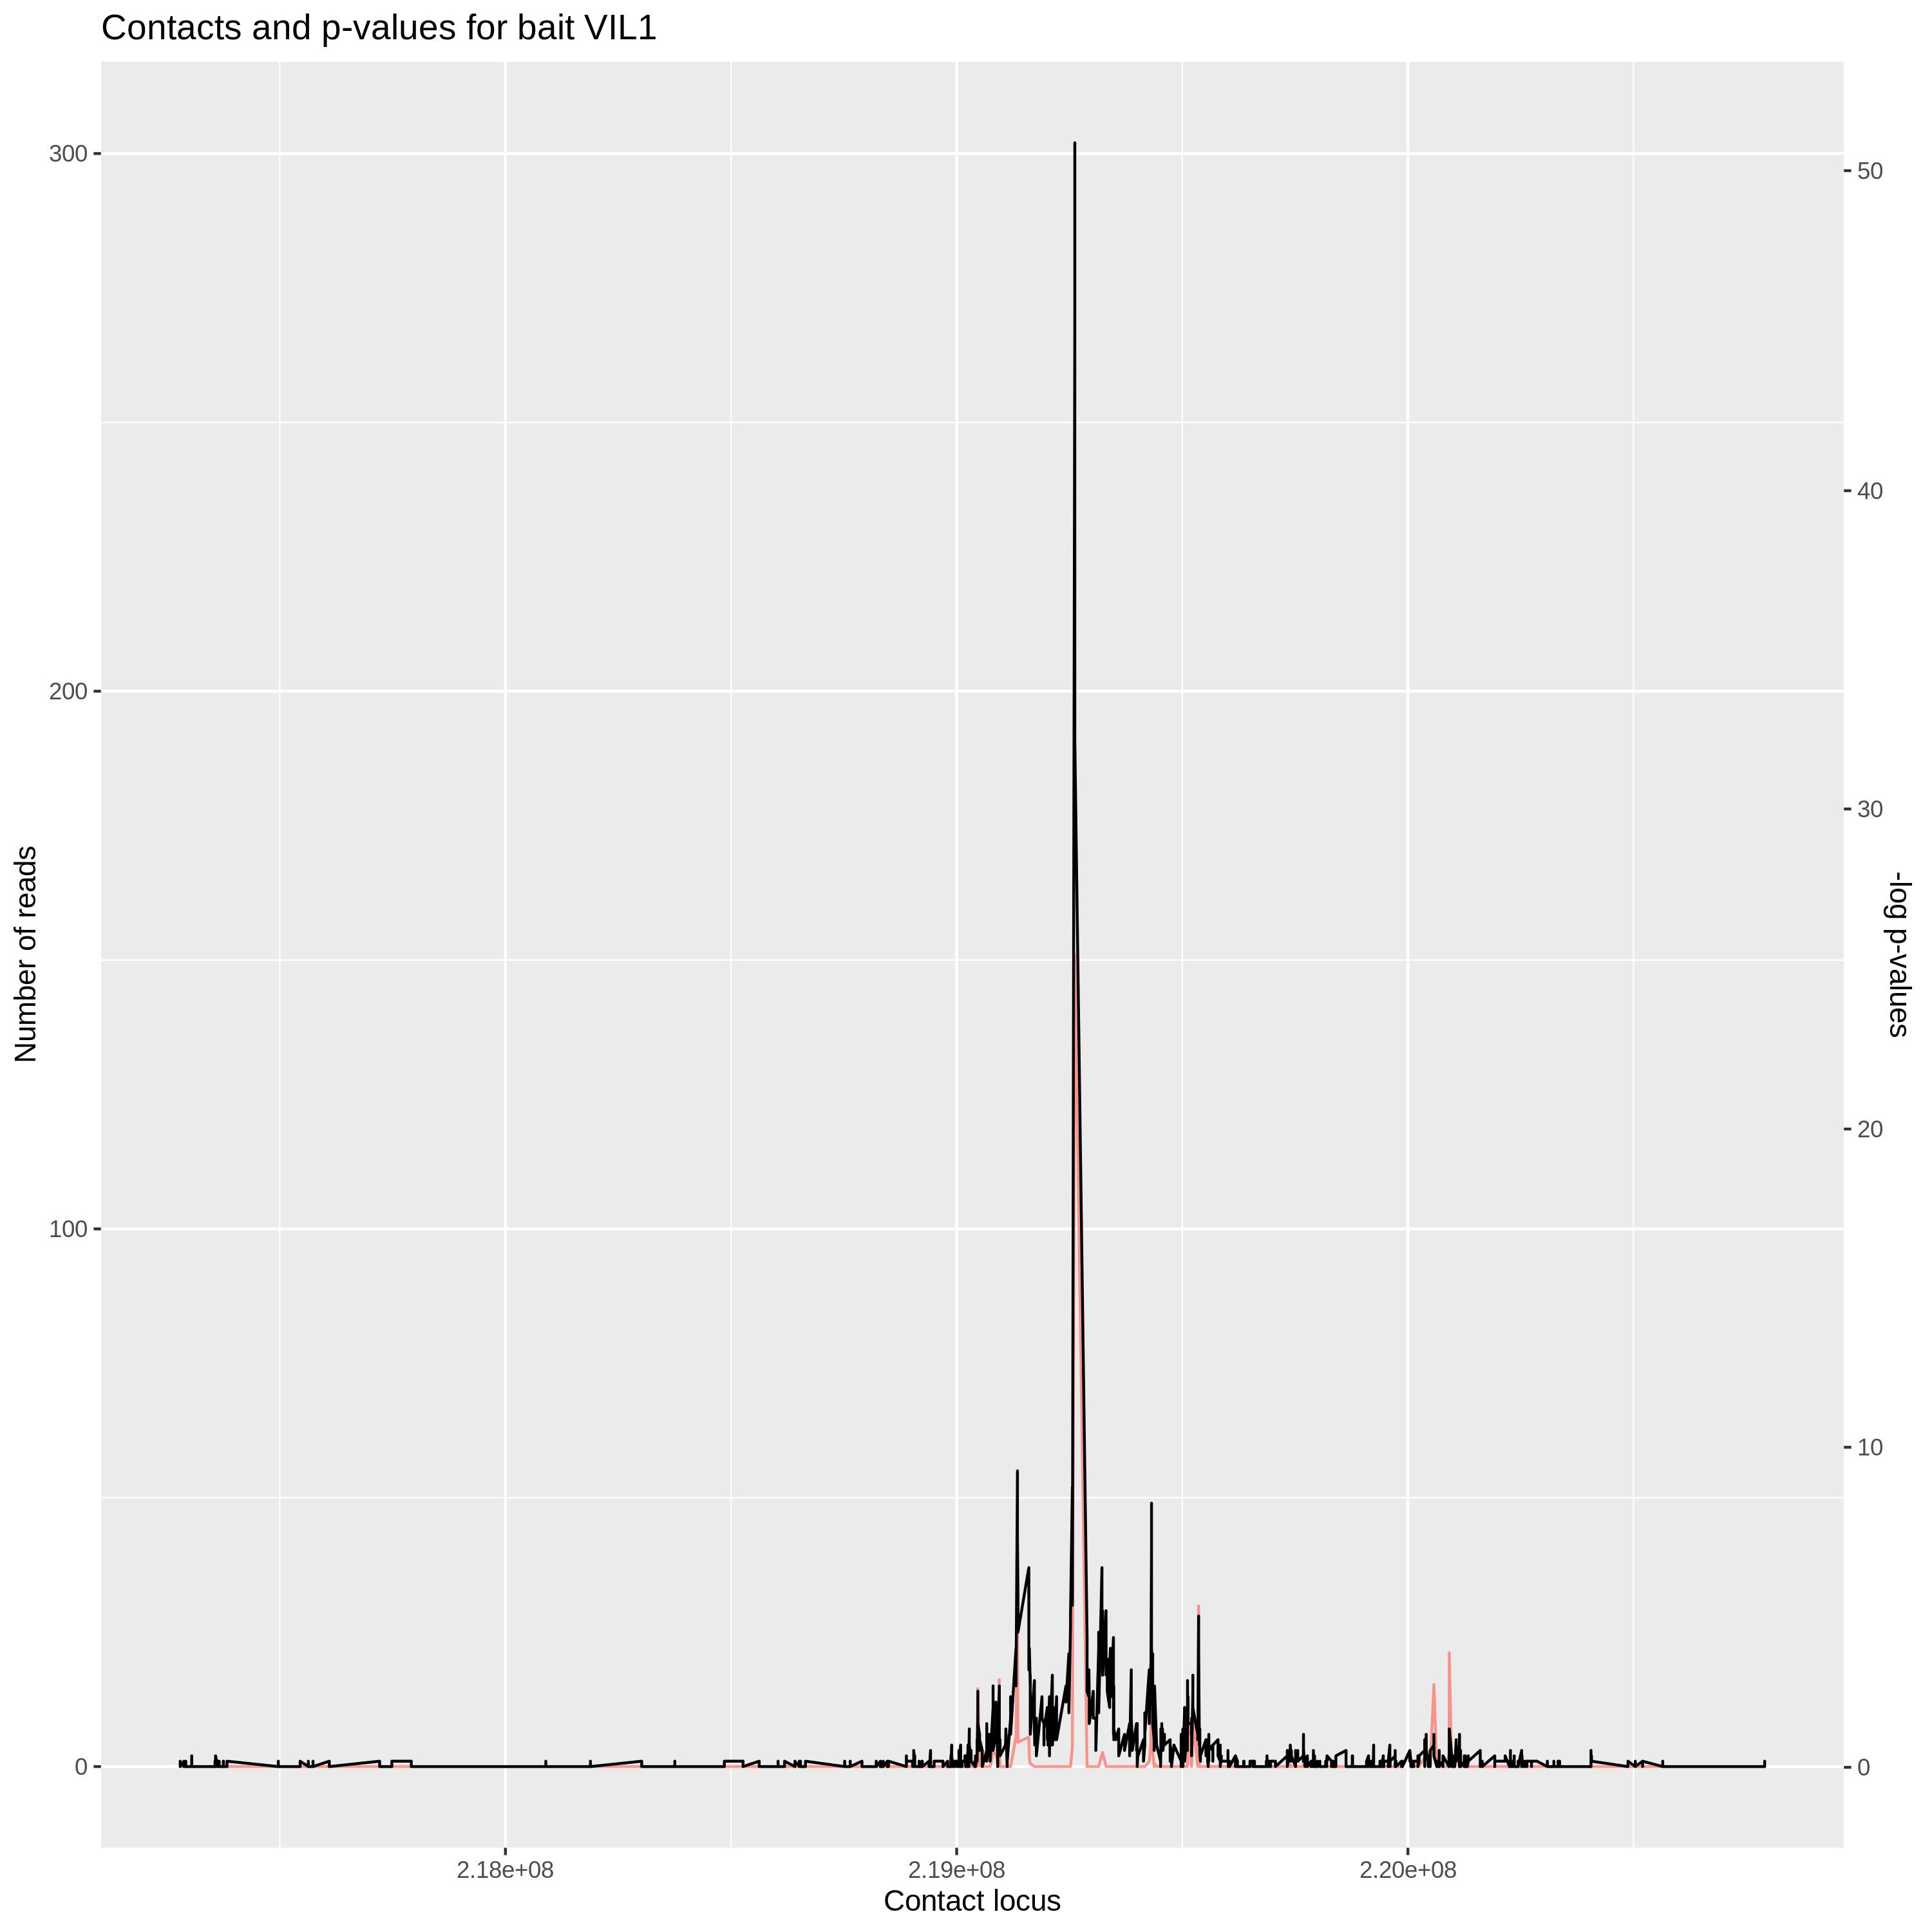 Contacts and p-values for bait VIL1
300
200
100
0
Number of reads
50
40
30
20
10
0
-log p-values
2.18e+08
2.19e+08
2.20e+08
Contact locus